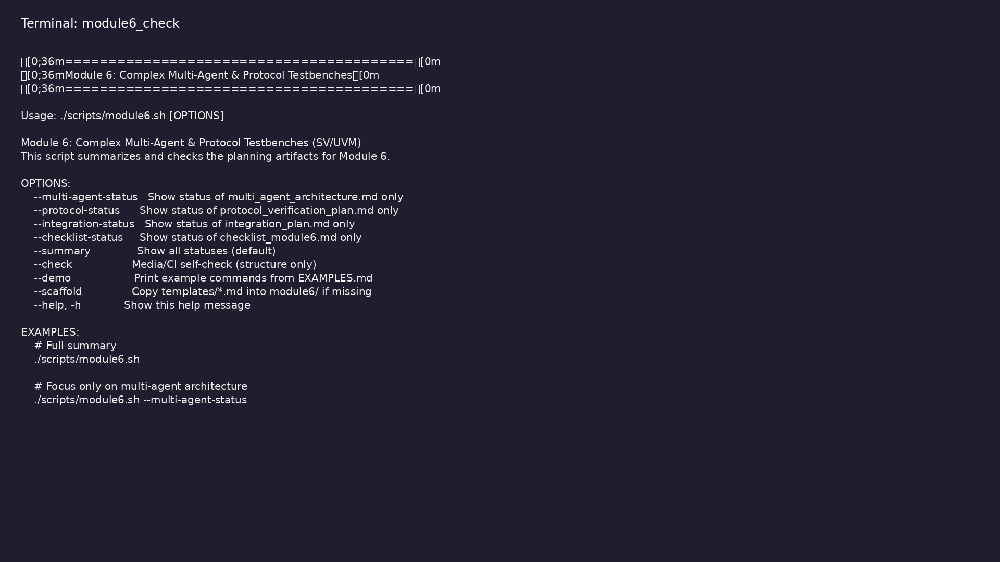 Terminal: module6_check
▯[0;36m========================================▯[0m
▯[0;36mModule 6: Complex Multi-Agent & Protocol Testbenches▯[0m
▯[0;36m========================================▯[0m
Usage: ./scripts/module6.sh [OPTIONS]
Module 6: Complex Multi-Agent & Protocol Testbenches (SV/UVM)
This script summarizes and checks the planning artifacts for Module 6.
OPTIONS:
    --multi-agent-status   Show status of multi_agent_architecture.md only
    --protocol-status      Show status of protocol_verification_plan.md only
    --integration-status   Show status of integration_plan.md only
    --checklist-status     Show status of checklist_module6.md only
    --summary              Show all statuses (default)
    --check                  Media/CI self-check (structure only)
    --demo                   Print example commands from EXAMPLES.md
    --scaffold               Copy templates/*.md into module6/ if missing
    --help, -h             Show this help message
EXAMPLES:
    # Full summary
    ./scripts/module6.sh
    # Focus only on multi-agent architecture
    ./scripts/module6.sh --multi-agent-status